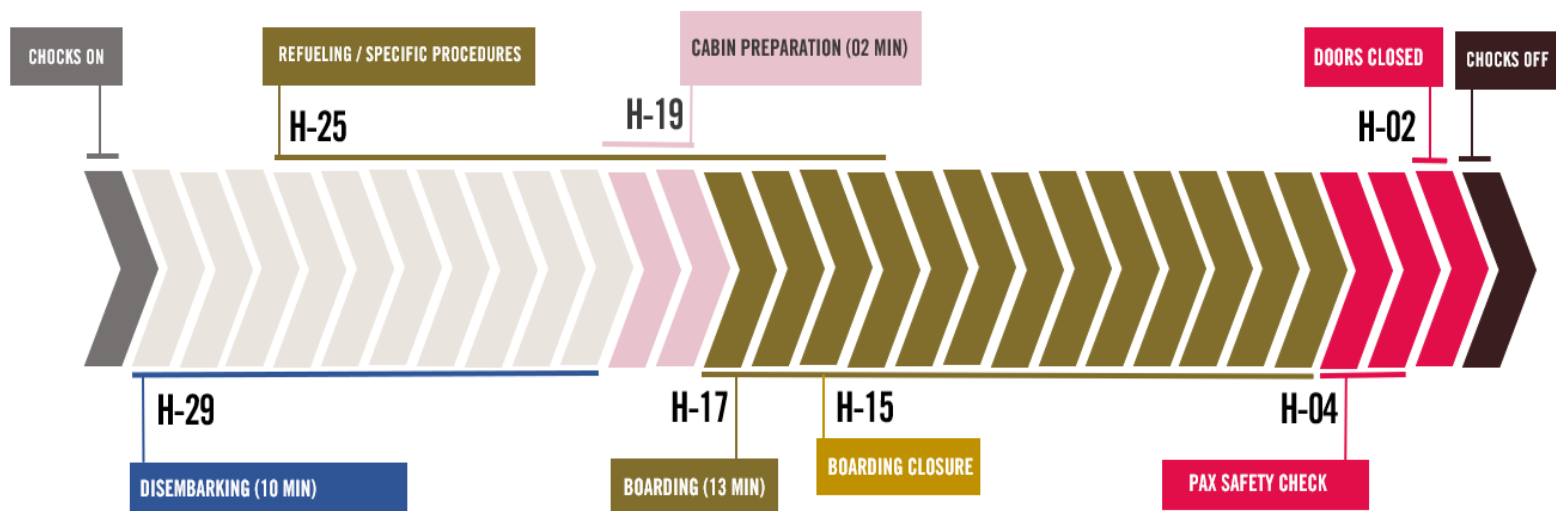 CHOCKS ON
REFUELING / SPECIFIC PROCEDURES
CABIN PREPARATION (02 MIN)
DOORS CLOSED
CHOCKS OFF
H-25
H-19
H-02
H-29
H-17
H-15
H-04
DISEMBARKING (10 MIN)
BOARDING (13 MIN)
BOARDING CLOSURE
PAX SAFETY CHECK